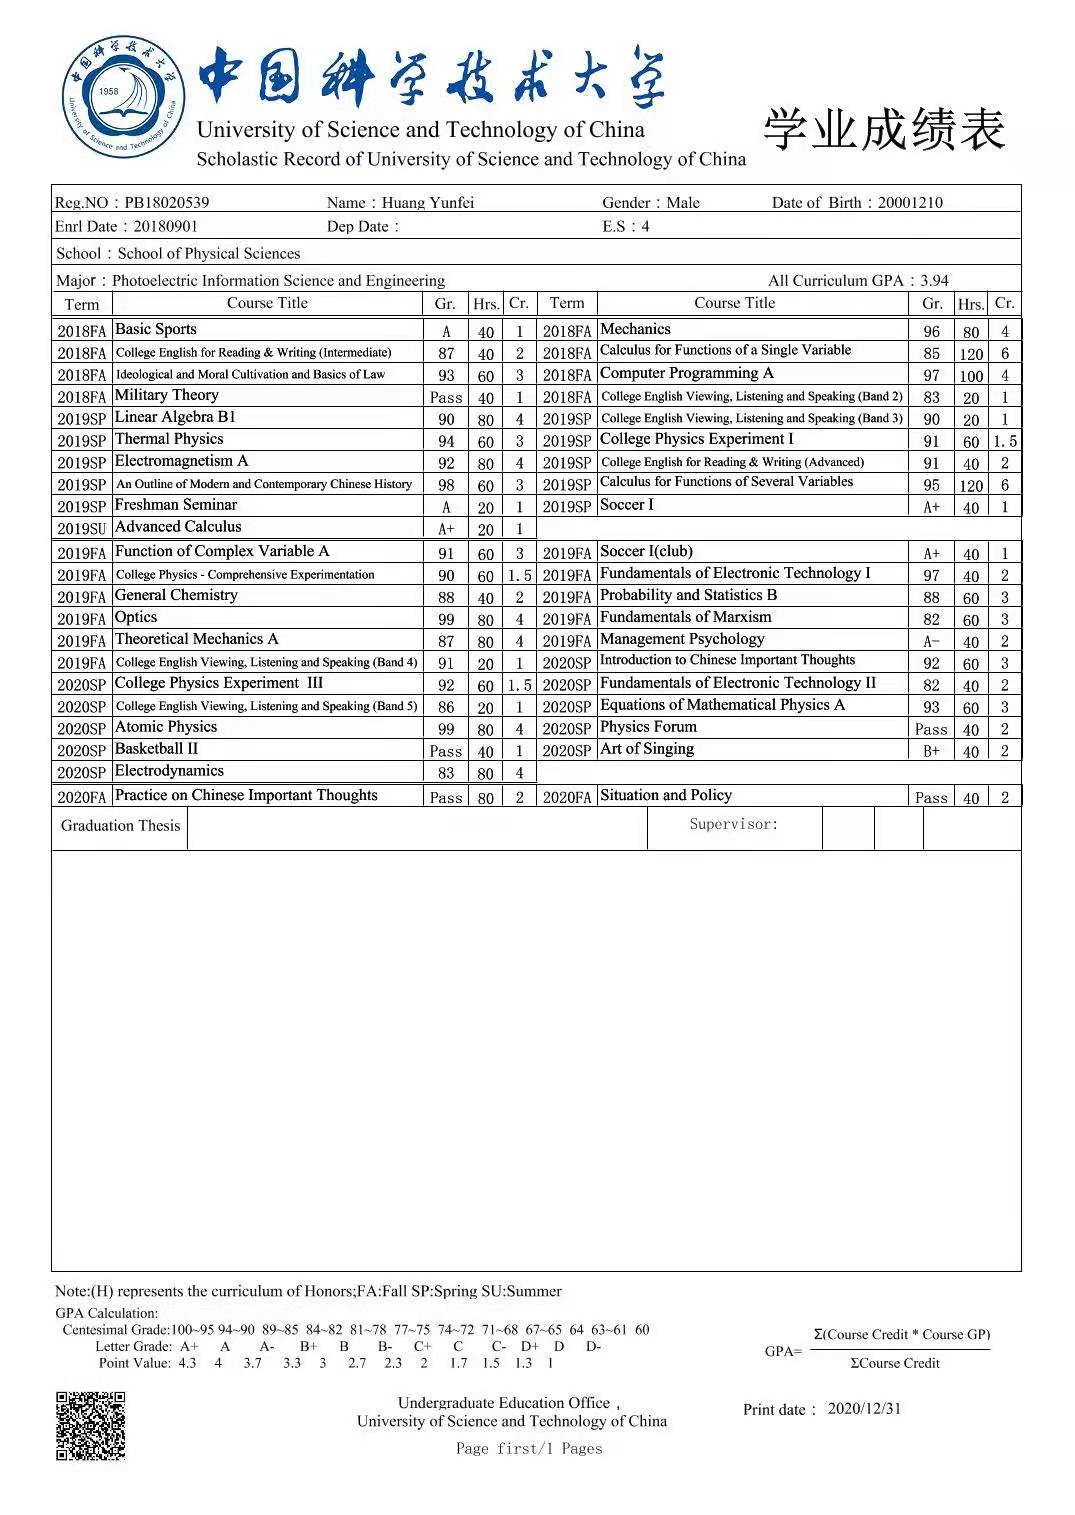 中国科学技术大学
1958
University of Science and Technology of China
University of Science and Technology of China
Scholastic Record of University of Science and Technology of China
学业成绩表
Reg.NO：PB18020539 Name：Huang Yunfei Gender：Male Date of Birth：20001210
Enrl Date：20180901 Dep Date： E.S：4
School：School of Physical Sciences
Major：Photoelectric Information Science and Engineering All Curriculum GPA：3.94
Term Course Title Gr. Hrs. Cr. Term Course Title Gr. Hrs. Cr.
2018FA Basic Sports A 40 1 2018FA Mechanics 96 80 4
2018FA College English for Reading & Writing (Intermediate) 87 40 2 2018FA Calculus for Functions of a Single Variable 85 120 6
2018FA Ideological and Moral Cultivation and Basics of Law 93 60 3 2018FA Computer Programming A 97 100 4
2018FA Military Theory Pass 40 1 2018FA College English Viewing, Listening and Speaking (Band 2) 83 20 1
2019SP Linear Algebra B1 90 80 4 2019SP College English Viewing, Listening and Speaking (Band 3) 90 20 1
2019SP Thermal Physics 94 60 3 2019SP College Physics Experiment I 91 60 1.5
2019SP Electromagnetism A 92 80 4 2019SP College English for Reading & Writing (Advanced) 91 40 2
2019SP An Outline of Modern and Contemporary Chinese History 98 60 3 2019SP Calculus for Functions of Several Variables 95 120 6
2019SP Freshman Seminar A 20 1 2019SP Soccer I A+ 40 1
2019SU Advanced Calculus A+ 20 1
2019FA Function of Complex Variable A 91 60 3 2019FA Soccer I(club) A+ 40 1
2019FA College Physics - Comprehensive Experimentation 90 60 1.5 2019FA Fundamentals of Electronic Technology I 97 40 2
2019FA General Chemistry 88 40 2 2019FA Probability and Statistics B 88 60 3
2019FA Optics 99 80 4 2019FA Fundamentals of Marxism 82 60 3
2019FA Theoretical Mechanics A 87 80 4 2019FA Management Psychology A- 40 2
2019FA College English Viewing, Listening and Speaking (Band 4) 91 20 1 2020SP Introduction to Chinese Important Thoughts 92 60 3
2020SP College Physics Experiment III 92 60 1.5 2020SP Fundamentals of Electronic Technology II 82 40 2
2020SP College English Viewing, Listening and Speaking (Band 5) 86 20 1 2020SP Equations of Mathematical Physics A 93 60 3
2020SP Atomic Physics 99 80 4 2020SP Physics Forum Pass 40 2
2020SP Basketball II Pass 40 1 2020SP Art of Singing B+ 40 2
2020SP Electrodynamics 83 80 4
2020FA Practice on Chinese Important Thoughts Pass 80 2 2020FA Situation and Policy Pass 40 2
Graduation Thesis Supervisor:
Note:(H) represents the curriculum of Honors;FA:Fall SP:Spring SU:Summer
GPA Calculation:
Centesimal Grade:100~95 94~90 89~85 84~82 81~78 77~75 74~72 71~68 67~65 64 63~61 60
Letter Grade: A+ A A- B+ B B- C+ C C- D+ D D-
Point Value: 4.3 4 3.7 3.3 3 2.7 2.3 2 1.7 1.5 1.3 1
Σ(Course Credit * Course GP)
GPA=
ΣCourse Credit
Undergraduate Education Office，
University of Science and Technology of China
Print date： 2020/12/31
Page first/1 Pages